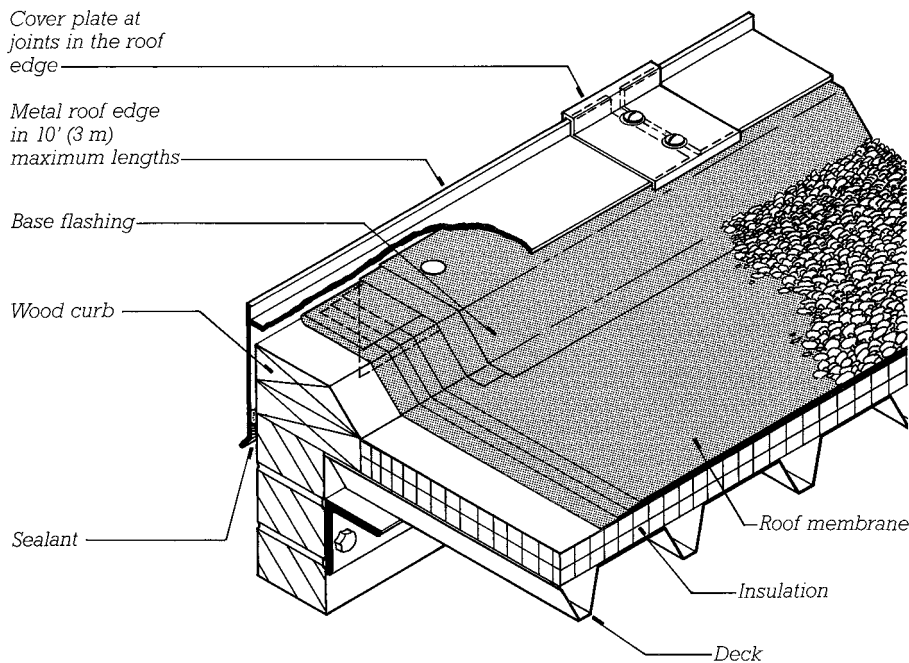 Cover plate at
joints in the roof
edge
Metal roof edge
in 10' (3 m)
maximum lengths
Base flashing
Wood curb
Sealant
Roof membrane
Insulation
Deck